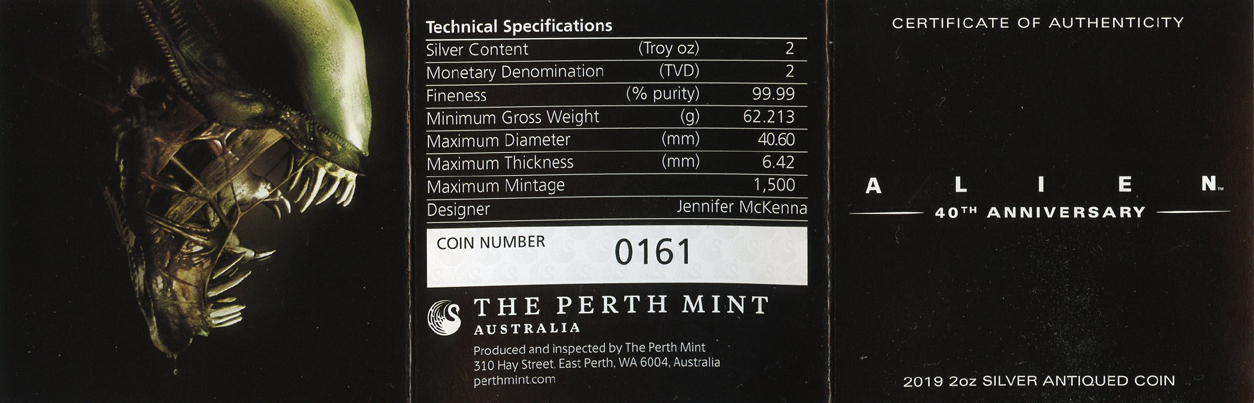 Technical Specifications
Silver Content (Troy oz) 2
Monetary Denomination (TVD) 2
Fineness (% purity) 99.99
Minimum Gross Weight (g) 62.213
Maximum Diameter (mm) 40.60
Maximum Thickness (mm) 6.42
Maximum Mintage 1,500
Designer Jennifer McKenna
COIN NUMBER 0161
THE PERTH MINT
AUSTRALIA
Produced and inspected by The Perth Mint
310 Hay Street, East Perth, WA 6004, Australia
perthmint.com
CERTIFICATE OF AUTHENTICITY
ALIEN™
40TH ANNIVERSARY
2019 2oz SILVER ANTIQUED COIN